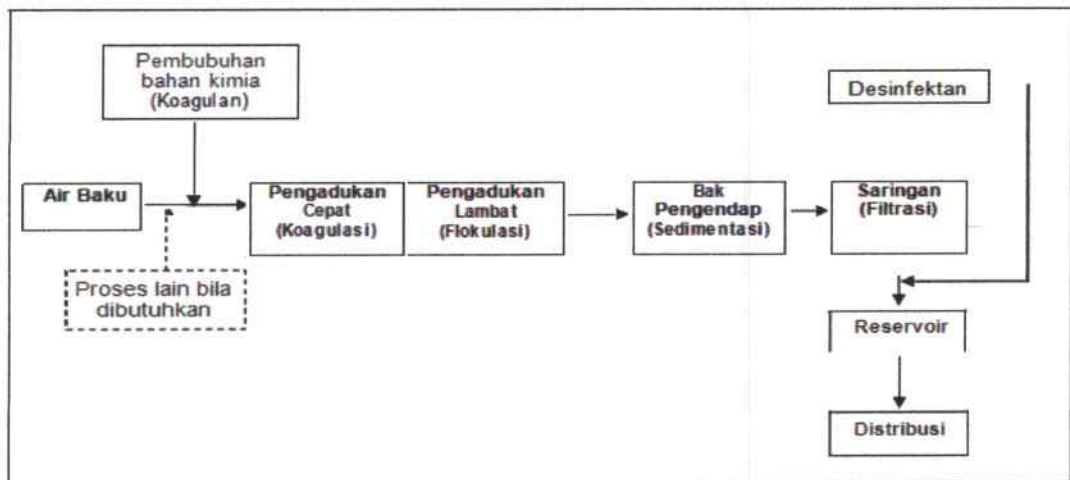 Pembubuhan
bahan kimia
(Koagulan)
Desinfektan
Air Baku
Pengadukan
Cepat
(Koagulasi)
Pengadukan
Lambat
(Flokulasi)
Bak
Pengendap
(Sedimentasi)
Saringan
(Filtrasi)
Proses lain bila
dibutuhkan
Reservoir
Distribusi